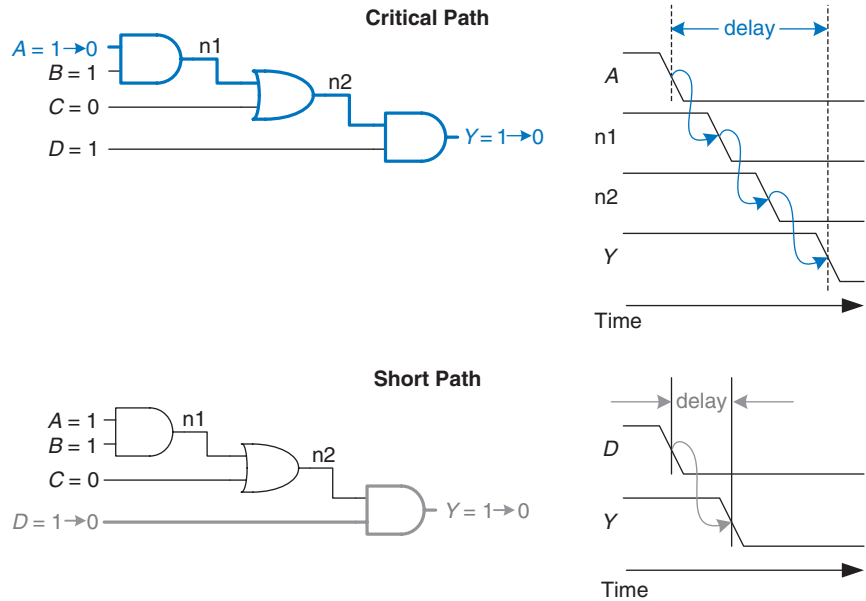 Critical Path
A = 1→0
B = 1
C = 0
D = 1
n1
n2
Y = 1→0
delay
A
n1
n2
Y
Time
Short Path
A = 1
B = 1
C = 0
D = 1→0
n1
n2
Y = 1→0
delay
D
Y
Time